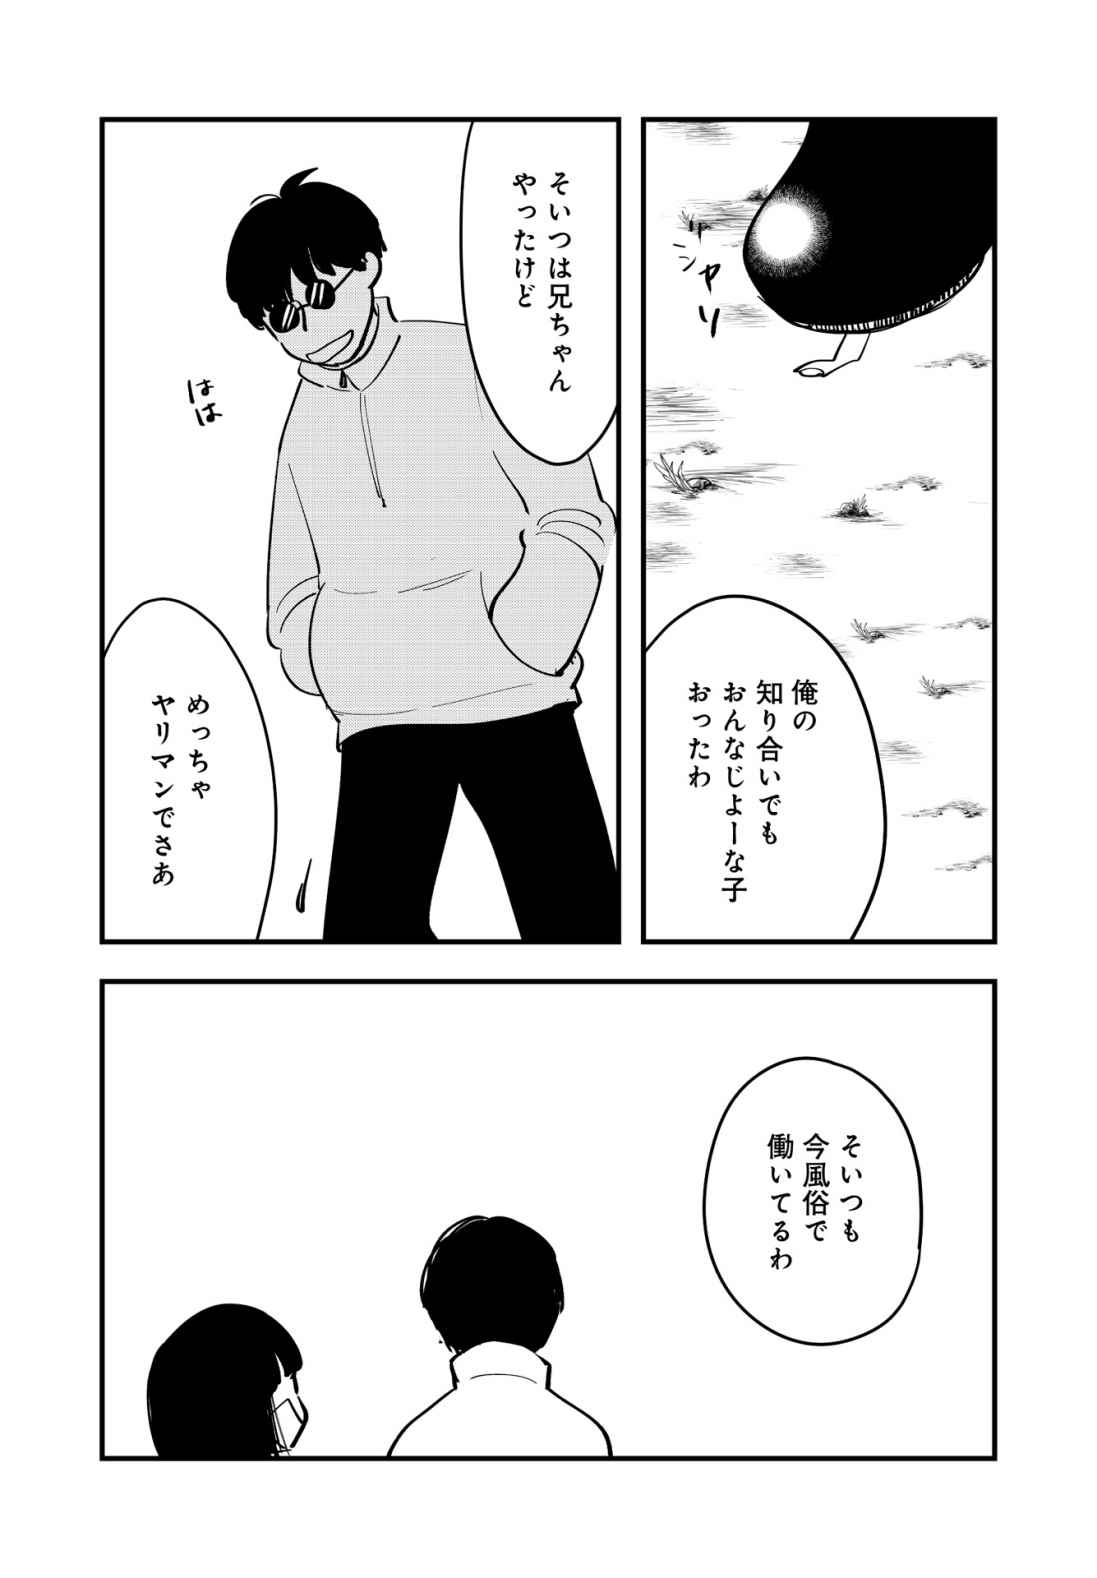 ジャリ
俺の
知り合いでも
おんなじよーな子
おったわ
そいつは兄ちゃん
やったけど
はは
めっちゃ
ヤリマンでさあ
そいつも
今風俗で
働いてるわ